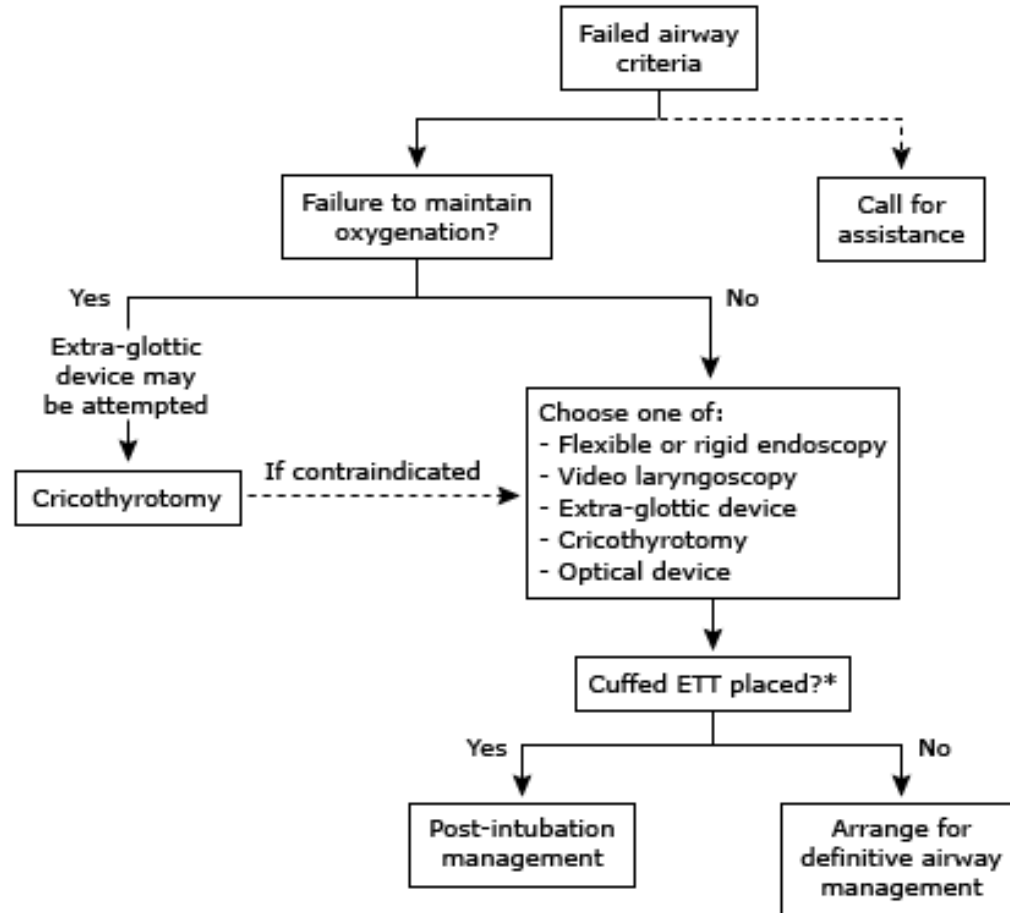 Failed airway
criteria
Failure to maintain
oxygenation?
Call for
assistance
Yes
No
Extra-glottic
device may
be attempted
Cricothyrotomy
If contraindicated
Choose one of:
- Flexible or rigid endoscopy
- Video laryngoscopy
- Extra-glottic device
- Cricothyrotomy
- Optical device
Cuffed ETT placed?*
Yes
No
Post-intubation
management
Arrange for
definitive airway
management